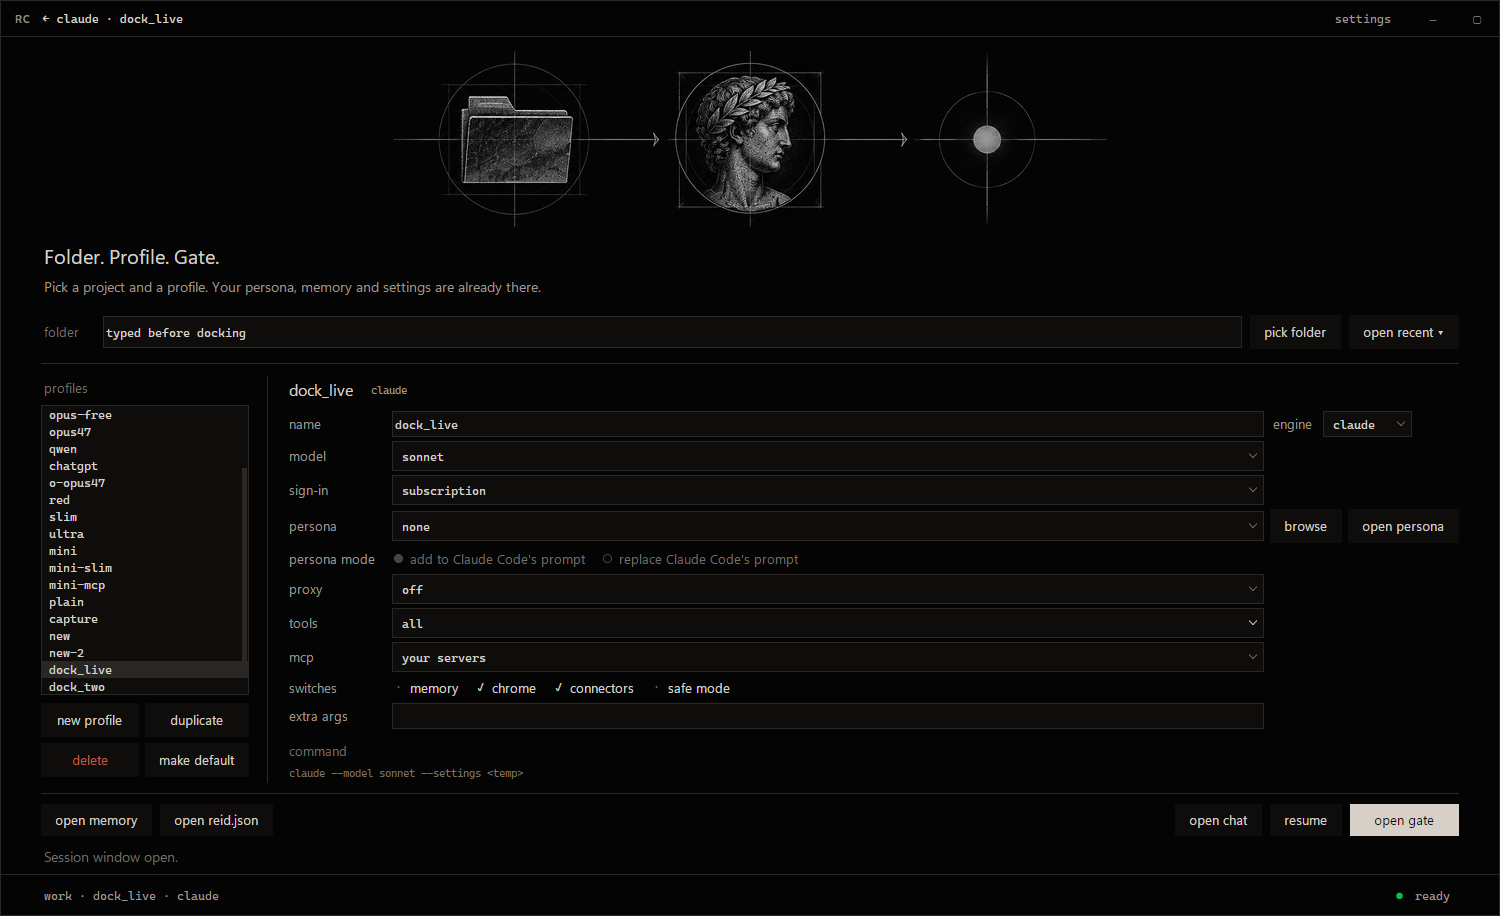 RC ← claude · dock_live settings
Folder. Profile. Gate.
Pick a project and a profile. Your persona, memory and settings are already there.
folder typed before docking pick folder open recent ▾
profiles
opus-free
opus47
qwen
chatgpt
o-opus47
red
slim
ultra
mini
mini-slim
mini-mcp
plain
capture
new
new-2
dock_live
dock_two
new profile duplicate
delete make default
dock_live claude
name dock_live engine claude
model sonnet
sign-in subscription
persona none browse open persona
persona mode add to Claude Code's prompt replace Claude Code's prompt
proxy off
tools all
mcp your servers
switches · memory ✓ chrome ✓ connectors · safe mode
extra args
command
claude --model sonnet --settings <temp>
open memory open reid.json open chat resume open gate
Session window open.
work · dock_live · claude ready